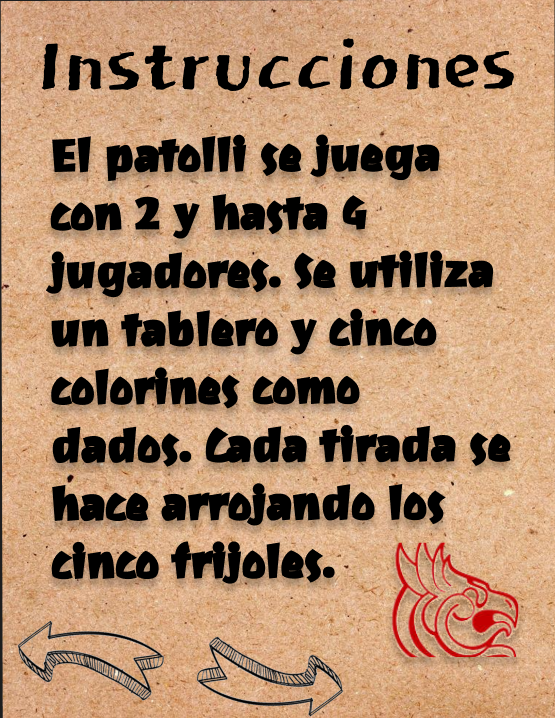 Instrucciones
El patolli se juega
con 2 y hasta 4
jugadores. Se utiliza
un tablero y cinco
colorines como
dados. Cada tirada se
hace arrojando los
cinco frijoles.